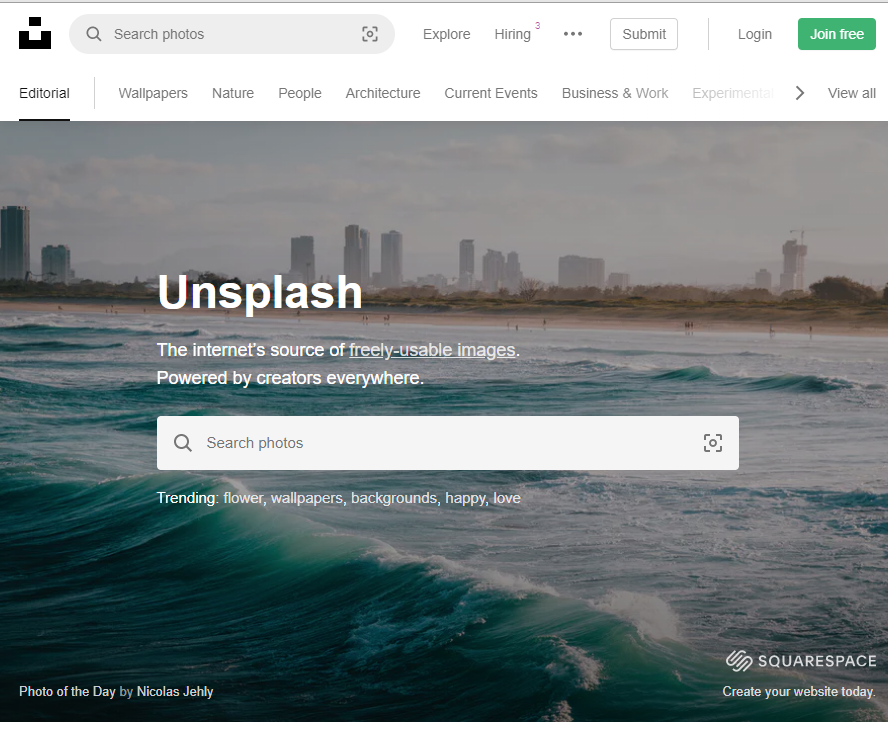 Search photos
Explore
Hiring 3
Submit
Login
Join free
Editorial
Wallpapers
Nature
People
Architecture
Current Events
Business & Work
Experimental
View all
Unsplash
The internet's source of freely-usable images.
Powered by creators everywhere.
Search photos
Trending: flower, wallpapers, backgrounds, happy, love
SQUARESPACE
Photo of the Day by Nicolas Jehly
Create your website today.